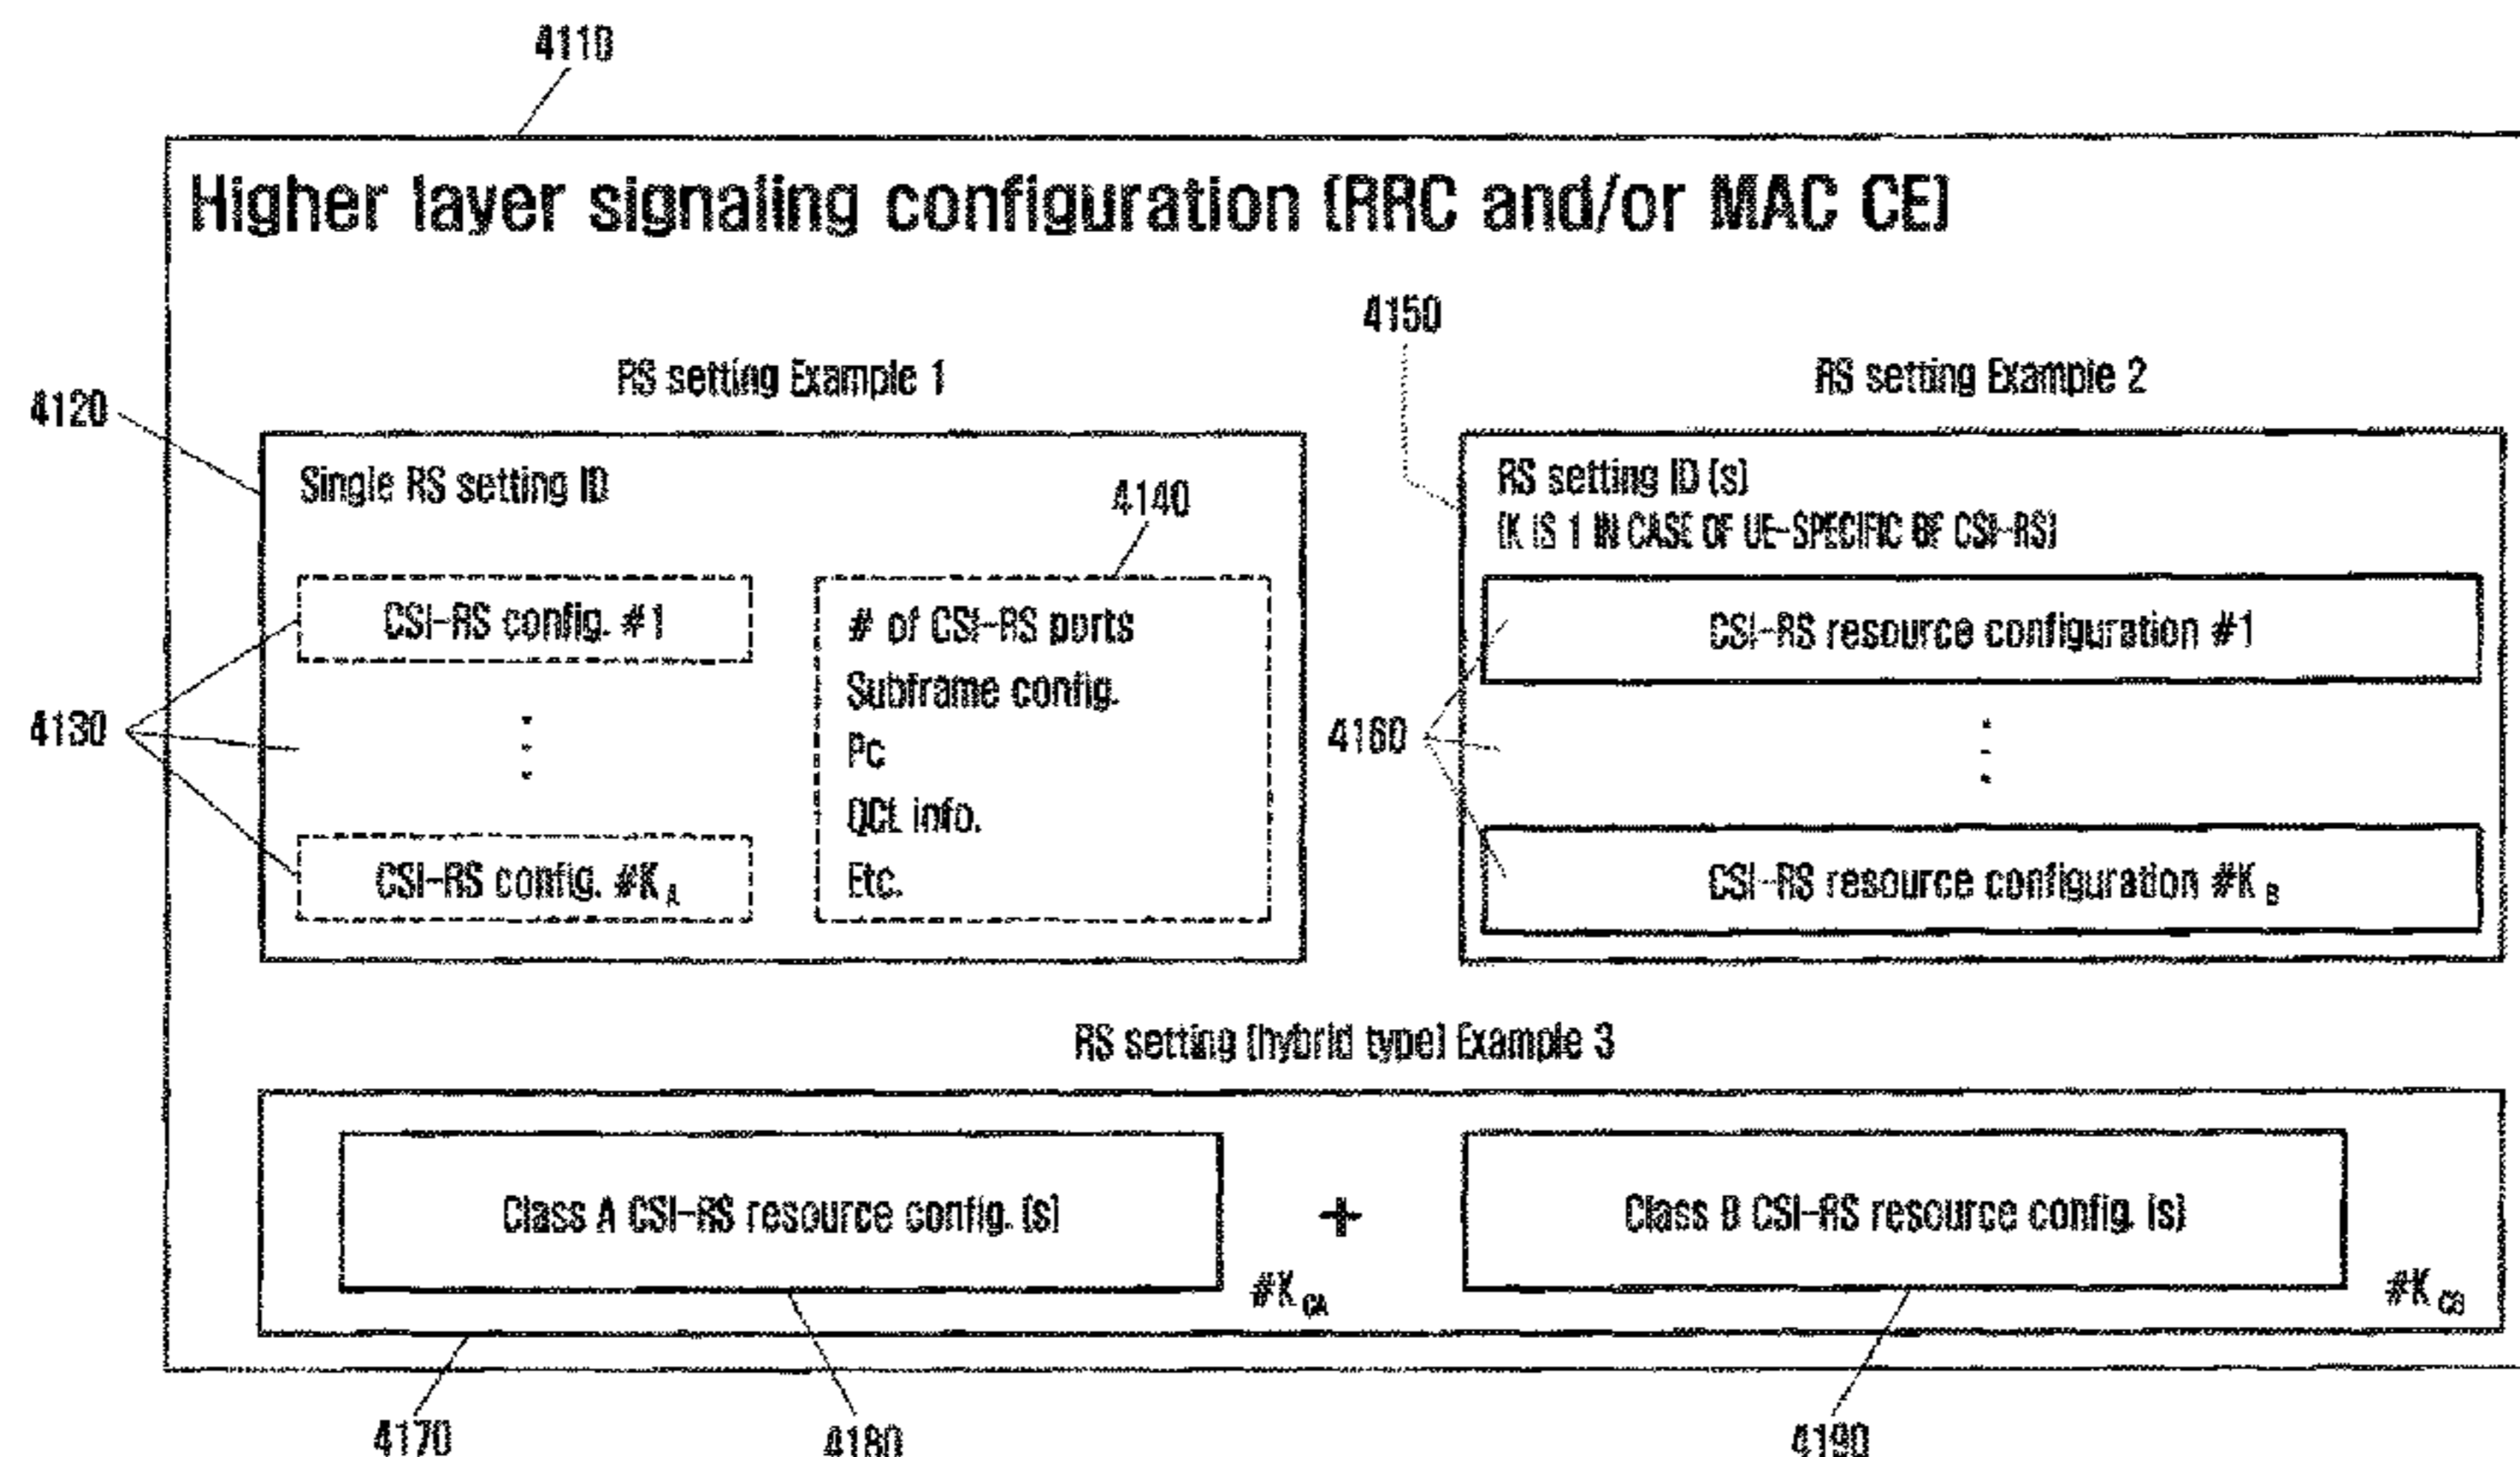 4110
Higher layer signaling configuration (RRC and/or MAC CE)
4150
RS setting Example 1
RS setting Example 2
4120
Single RS setting ID
4140
RS setting ID (s)
(K IS 1 IN CASE OF UE-SPECIFIC BF CSI-RS)
CSI-RS config. #1
# of CSI-RS ports
Subframe config.
Pc
QCL info.
Etc.
CSI-RS resource configuration #1
4130
4160
CSI-RS config. #K A
CSI-RS resource configuration #K B
RS setting (hybrid type) Example 3
Class A CSI-RS resource config. (s)
+
Class B CSI-RS resource config. (s)
#K CA
#K CB
4170
4180
4190